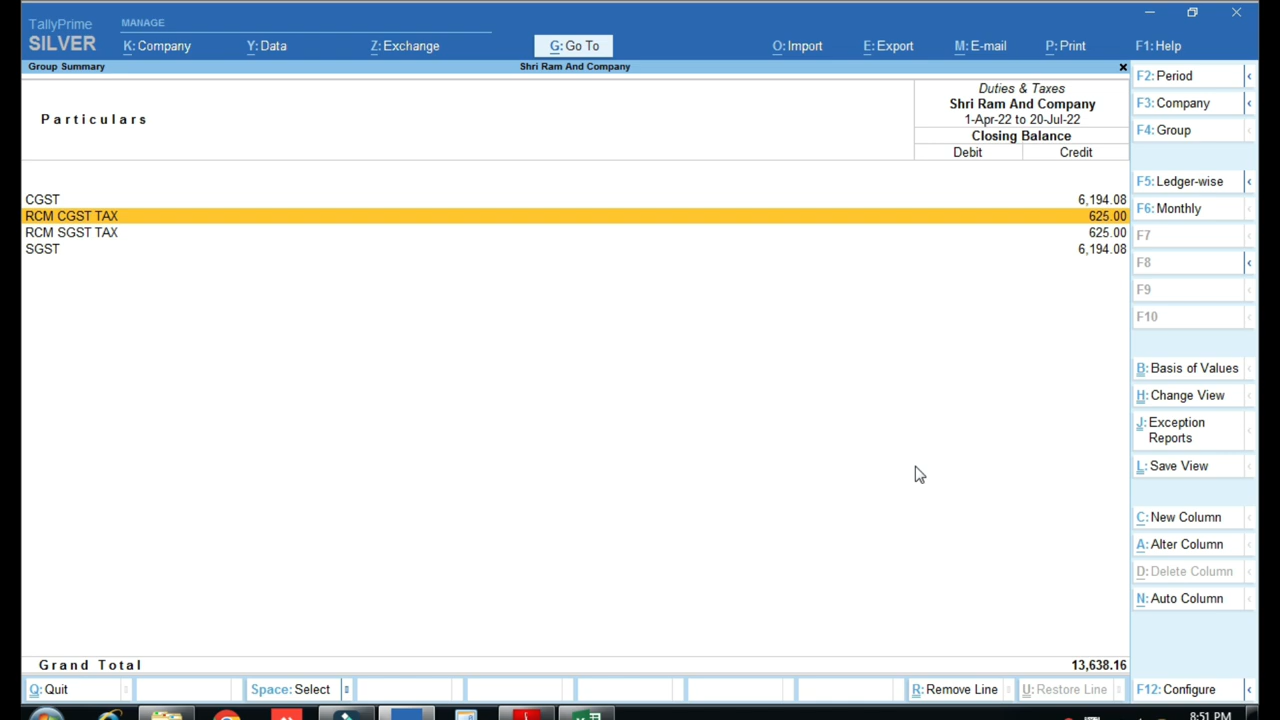 TallyPrime
MANAGE
SILVER
K: Company
Y: Data
Z: Exchange
G: Go To
O: Import
E: Export
M: E-mail
P: Print
F1: Help
Group Summary
Shri Ram And Company
Particulars
Duties & Taxes
Shri Ram And Company
1-Apr-22 to 20-Jul-22
Closing Balance
Debit Credit
CGST 6,194.08
RCM CGST TAX 625.00
RCM SGST TAX 625.00
SGST 6,194.08
Grand Total 13,638.16
F2: Period
F3: Company
F4: Group
F5: Ledger-wise
F6: Monthly
F7
F8
F9
F10
B: Basis of Values
H: Change View
J: Exception
Reports
L: Save View
C: New Column
A: Alter Column
D: Delete Column
N: Auto Column
Q: Quit
Space: Select
R: Remove Line
U: Restore Line
F12: Configure
8:51 PM